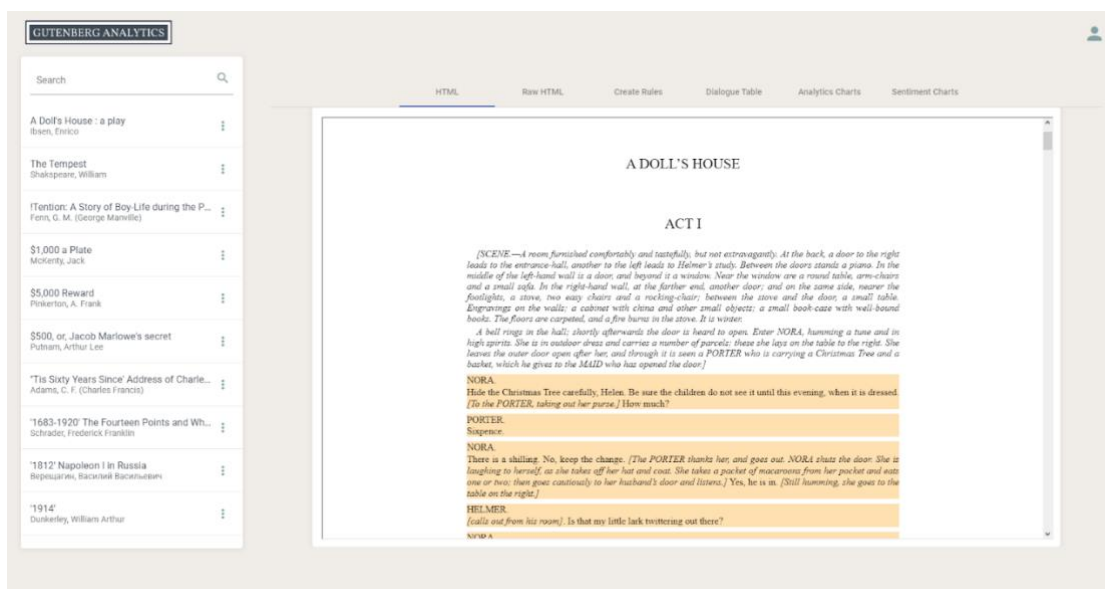 GUTENBERG ANALYTICS
Search
A Doll's House : a play
Ibsen, Enrico
The Tempest
Shakspeare, William
!Tention: A Story of Boy-Life during the P...
Fenn, G. M. (George Manville)
$1,000 a Plate
McKenty, Jack
$5,000 Reward
Pinkerton, A. Frank
$500, or, Jacob Marlowe's secret
Putnam, Arthur Lee
'Tis Sixty Years Since' Address of Charle...
Adams, C. F. (Charles Francis)
'1683-1920' The Fourteen Points and Wh...
Schrader, Frederick Franklin
'1812' Napoleon I in Russia
Верещагин, Василий Васильевич
'1914'
Dunkerley, William Arthur
HTML Raw HTML Create Rules Dialogue Table Analytics Charts Sentiment Charts
A DOLL'S HOUSE
ACT I
[SCENE.—A room furnished comfortably and tastefully, but not extravagantly. At the back, a door to the right
leads to the entrance-hall, another to the left leads to Helmer's study. Between the doors stands a piano. In the
middle of the left-hand wall is a door, and beyond it a window. Near the window are a round table, arm-chairs
and a small sofa. In the right-hand wall, at the farther end, another door; and on the same side, nearer the
footlights, a stove, two easy chairs and a rocking-chair; between the stove and the door, a small table.
Engravings on the walls; a cabinet with china and other small objects; a small book-case with well-bound
books. The floors are carpeted, and a fire burns in the stove. It is winter.
A bell rings in the hall; shortly afterwards the door is heard to open. Enter NORA, humming a tune and in
high spirits. She is in outdoor dress and carries a number of parcels; these she lays on the table to the right. She
leaves the outer door open after her, and through it is seen a PORTER who is carrying a Christmas Tree and a
basket, which he gives to the MAID who has opened the door.]
NORA.
Hide the Christmas Tree carefully, Helen. Be sure the children do not see it until this evening, when it is dressed.
[To the PORTER, taking out her purse.] How much?
PORTER.
Sixpence.
NORA.
There is a shilling. No, keep the change. [The PORTER thanks her, and goes out. NORA shuts the door. She is
laughing to herself, as she takes off her hat and coat. She takes a packet of macaroons from her pocket and eats
one or two; then goes cautiously to her husband's door and listens.] Yes, he is in. [Still humming, she goes to the
table on the right.]
HELMER.
[calls out from his room]. Is that my little lark twittering out there?
NORA